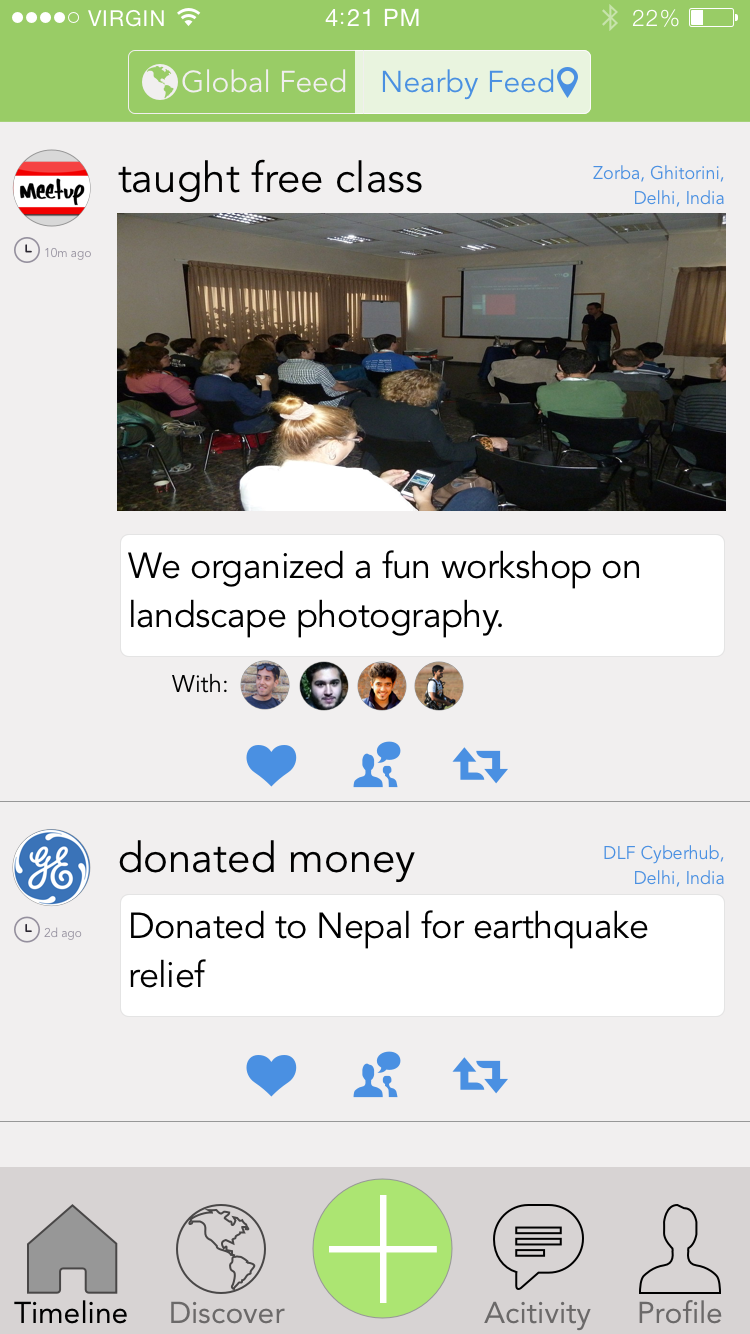 VIRGIN 4:21 PM 22%
Global Feed Nearby Feed
Meetup
taught free class
Zorba, Ghitorini,
Delhi, India
10m ago
We organized a fun workshop on
landscape photography.
With:
GE
donated money
DLF Cyberhub,
Delhi, India
2d ago
Donated to Nepal for earthquake
relief
Timeline Discover Acitivity Profile